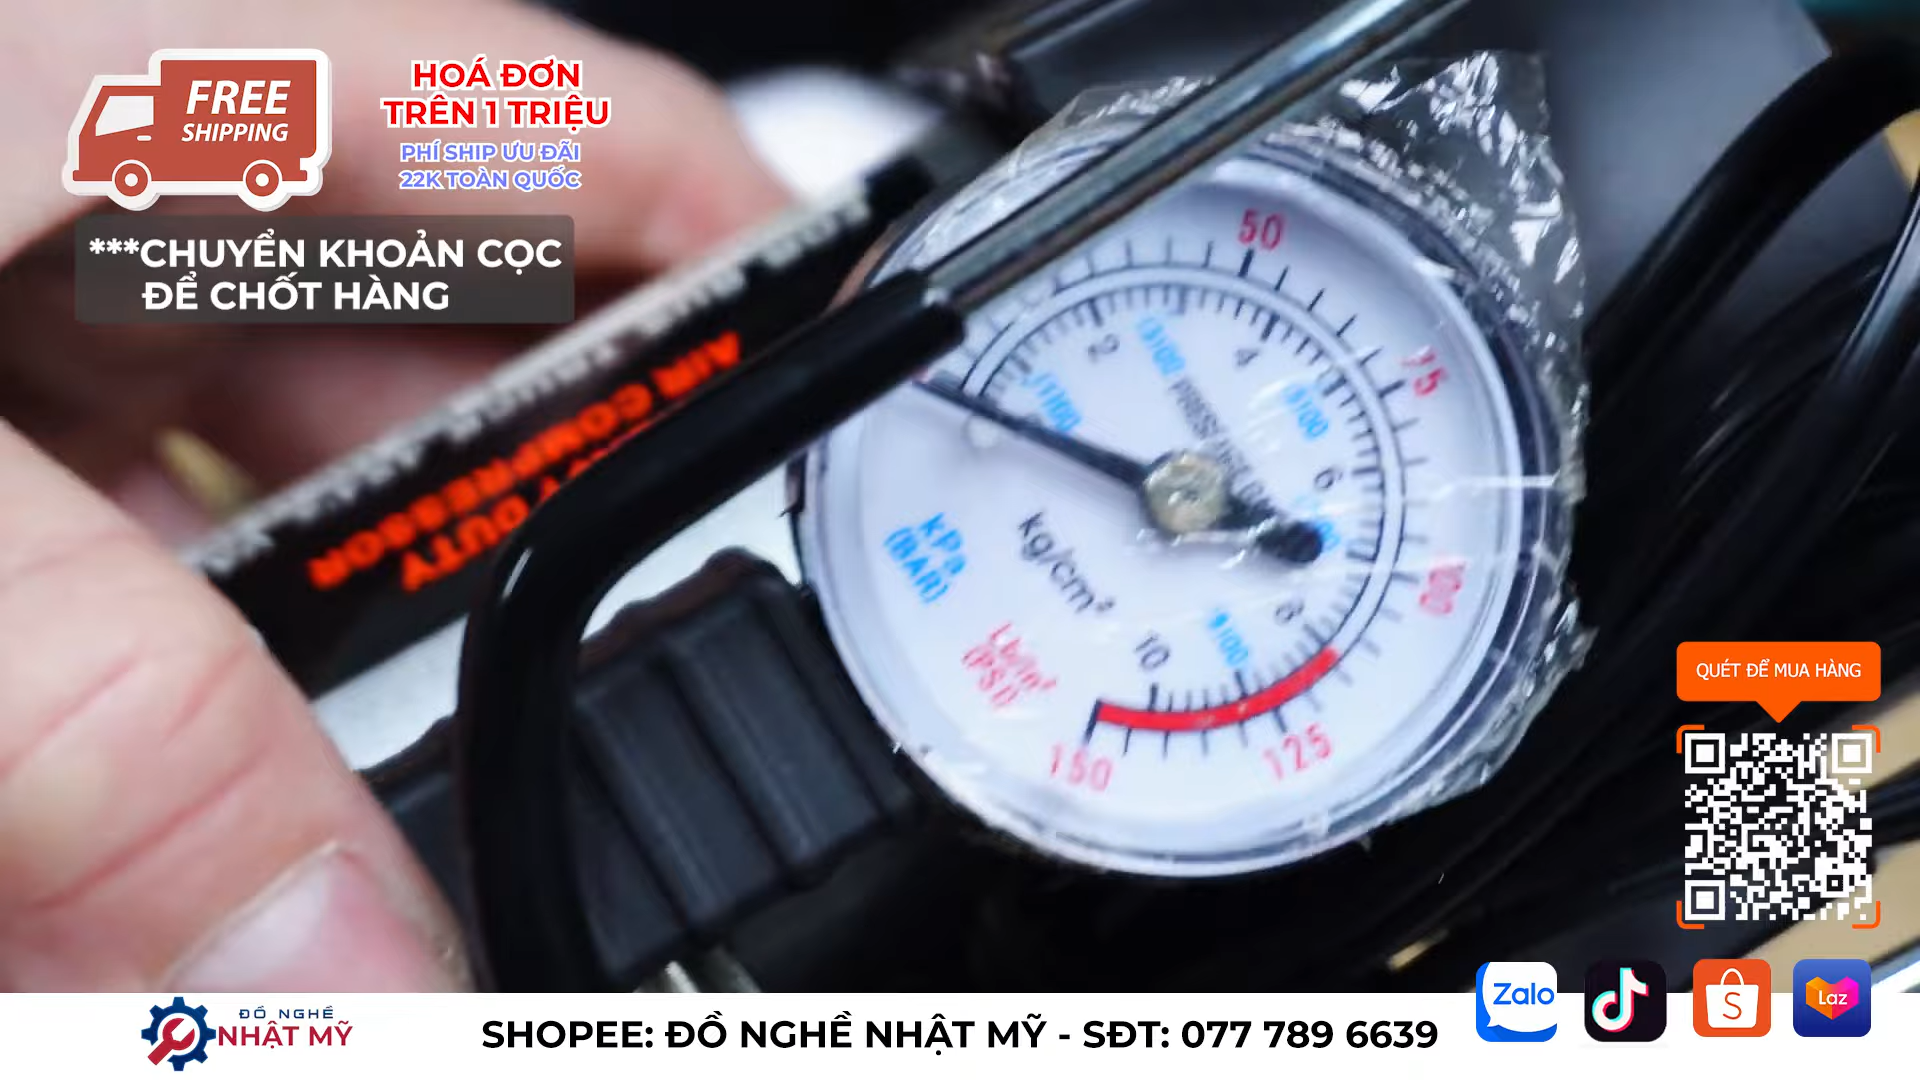 FREE
SHIPPING
HOÁ ĐƠN
TRÊN 1 TRIỆU
PHÍ SHIP ƯU ĐÃI
22K TOÀN QUỐC
***CHUYỂN KHOẢN CỌC
ĐỂ CHỐT HÀNG
AIR COMPRESSOR
DUTY
50
75
100
125
150
2
4
6
8
10
kPa
(BAR)
kg/cm²
Lb/in²
(PSI)
QUÉT ĐỂ MUA HÀNG
ĐỒ NGHỀ
NHẬT MỸ
SHOPEE: ĐỒ NGHỀ NHẬT MỸ - SĐT: 077 789 6639
Zalo
Laz